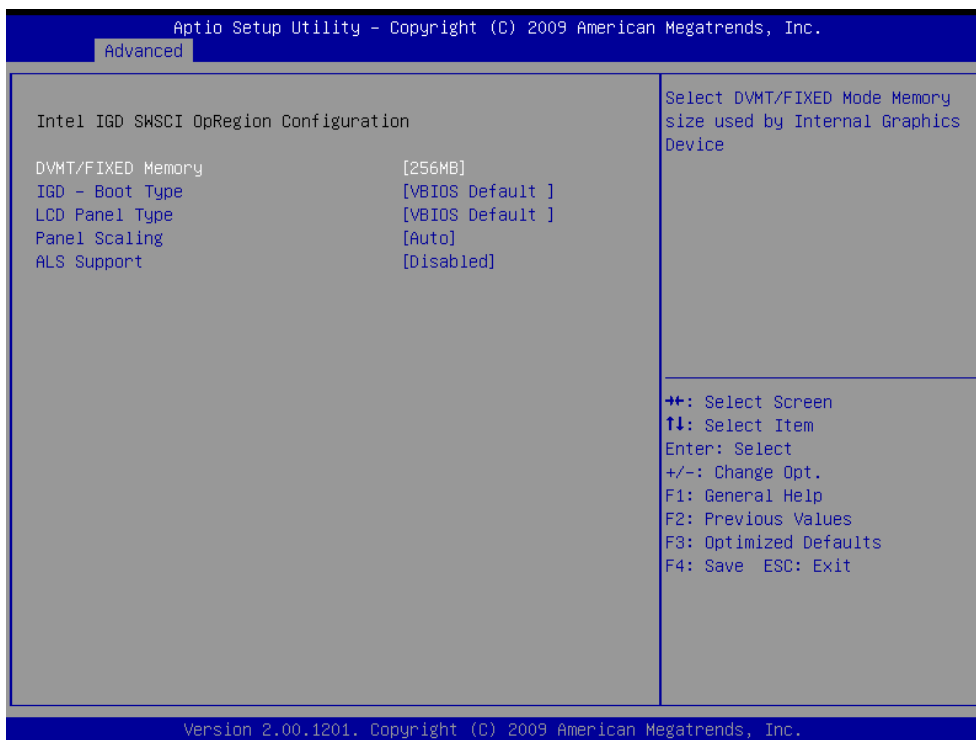 Aptio Setup Utility – Copyright (C) 2009 American Megatrends, Inc.
Advanced
Intel IGD SWSCI OpRegion Configuration
DVMT/FIXED Memory [256MB]
IGD – Boot Type [VBIOS Default ]
LCD Panel Type [VBIOS Default ]
Panel Scaling [Auto]
ALS Support [Disabled]
Select DVMT/FIXED Mode Memory
size used by Internal Graphics
Device
→←: Select Screen
↑↓: Select Item
Enter: Select
+/-: Change Opt.
F1: General Help
F2: Previous Values
F3: Optimized Defaults
F4: Save ESC: Exit
Version 2.00.1201. Copyright (C) 2009 American Megatrends, Inc.